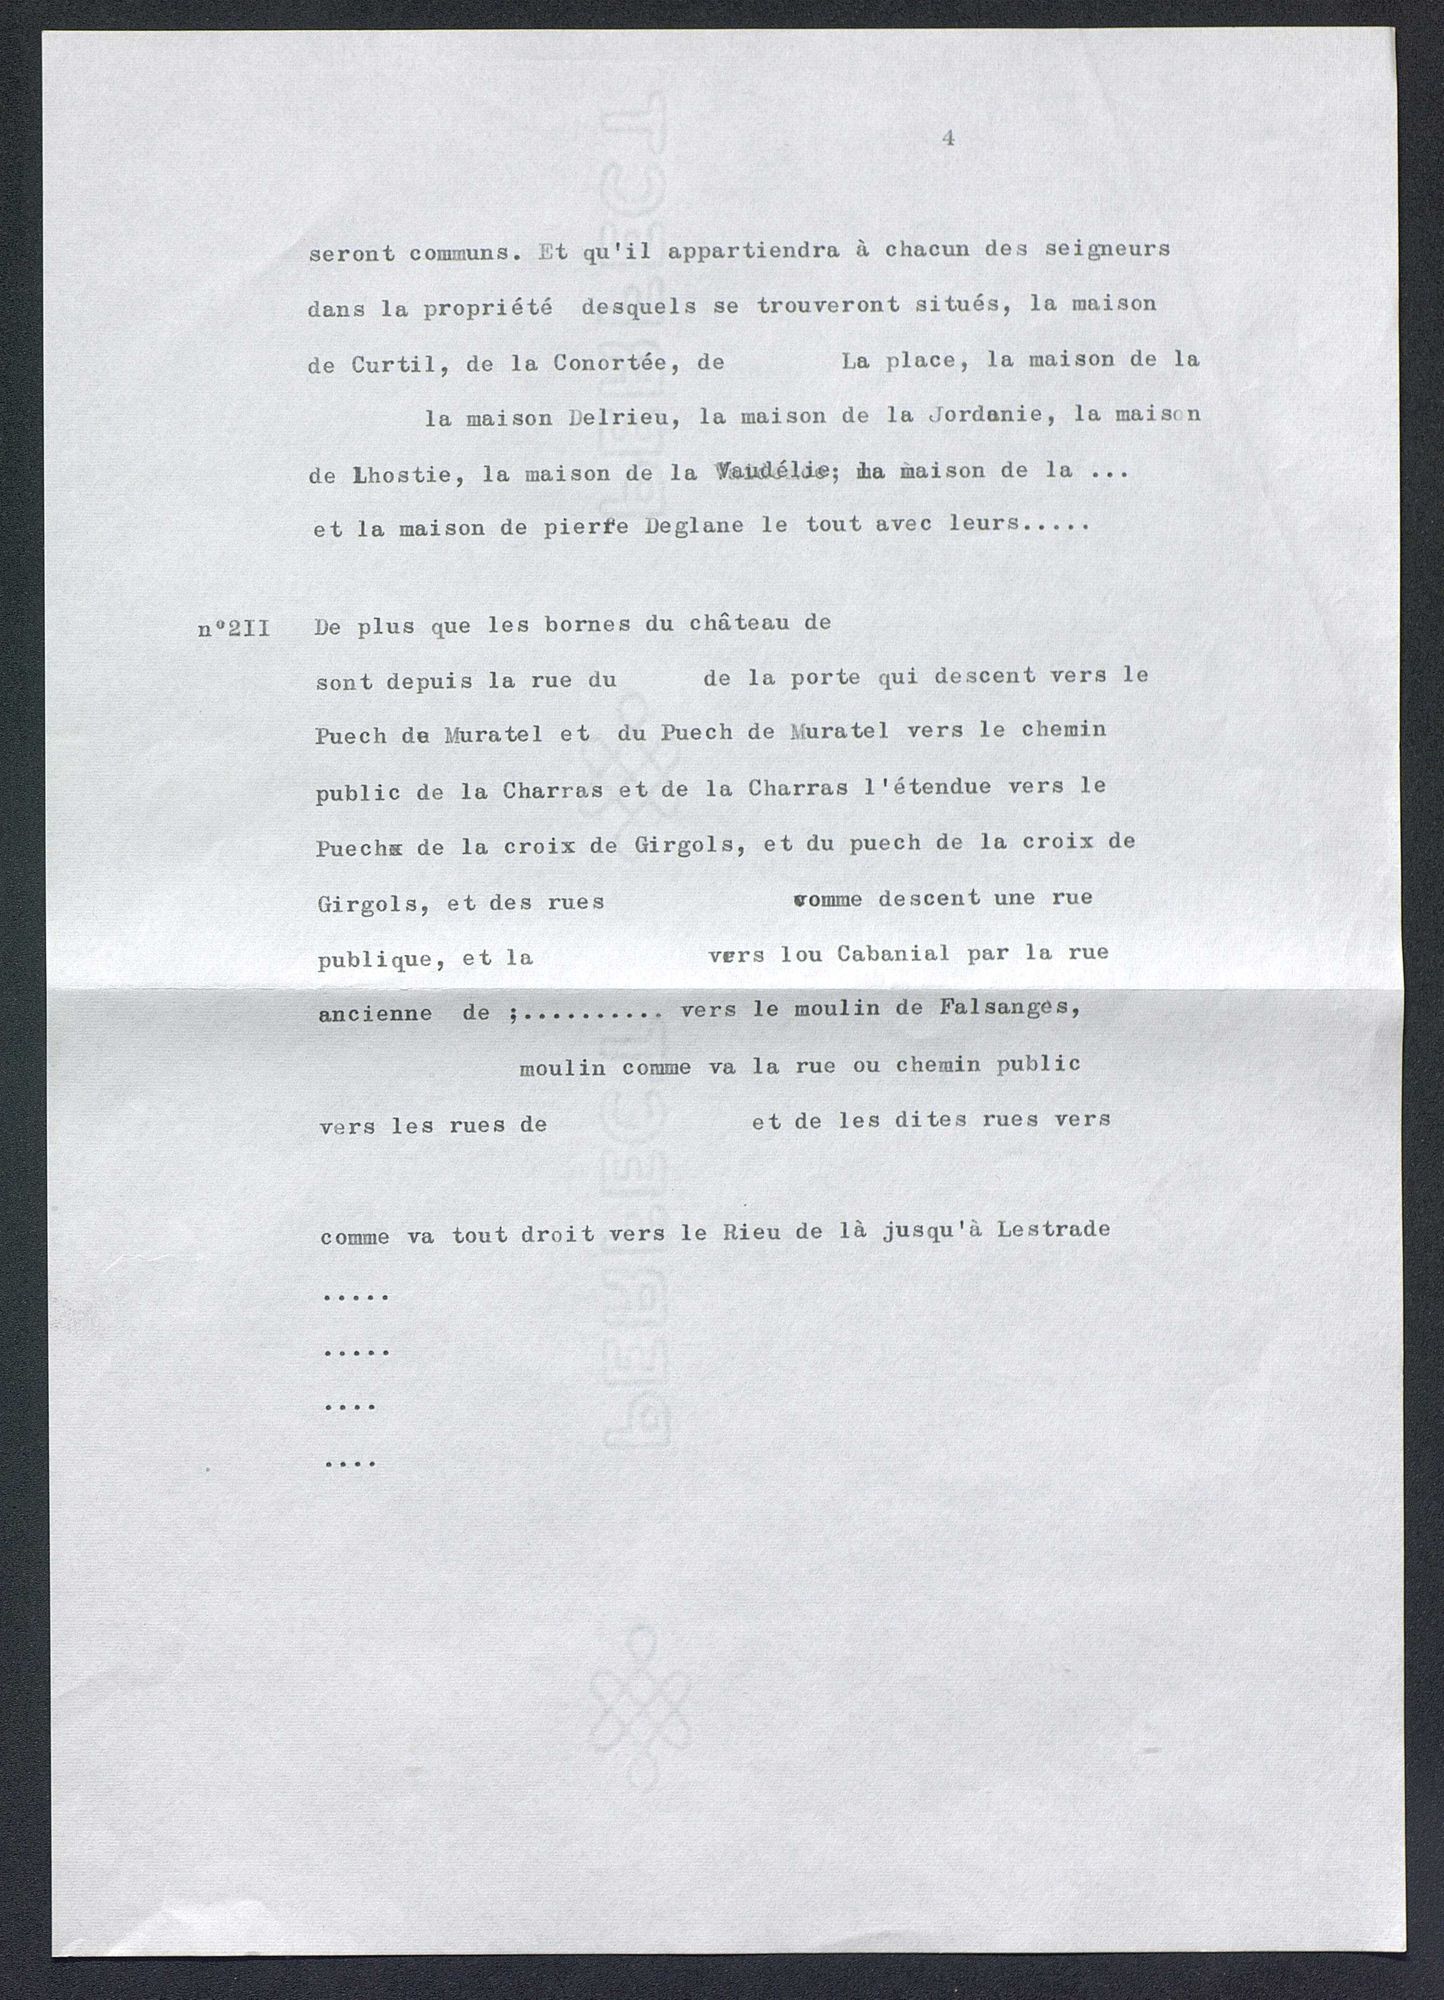 4
seront communs. Et qu'il appartiendra à chacun des seigneurs
dans la propriété desquels se trouveront situés, la maison
de Curtil, de la Conortée, de La place, la maison de la
la maison Delrieu, la maison de la Jordanie, la maison
de Lhostie, la maison de la Vaudélie; la maison de la ...
et la maison de pierre Deglane le tout avec leurs.....
n°2II De plus que les bornes du château de
sont depuis la rue du de la porte qui descent vers le
Puech de Muratel et du Puech de Muratel vers le chemin
public de la Charras et de la Charras l'étendue vers le
Puech de la croix de Girgols, et du puech de la croix de
Girgols, et des rues comme descent une rue
publique, et la vers lou Cabanial par la rue
ancienne de ;.......... vers le moulin de Falsanges,
moulin comme va la rue ou chemin public
vers les rues de et de les dites rues vers
comme va tout droit vers le Rieu de là jusqu'à Lestrade
.....
.....
....
....